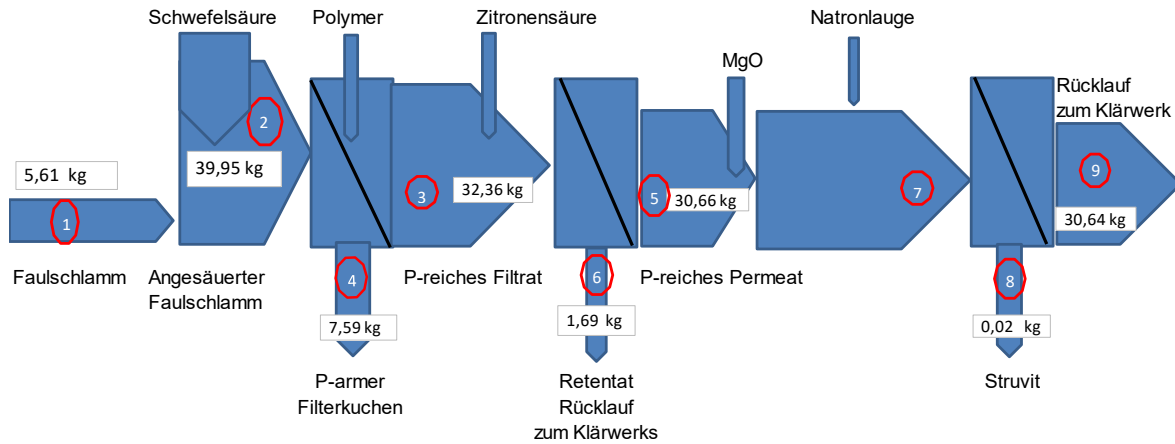 Schwefelsäure
Polymer
Zitronensäure
Natronlauge
MgO
Rücklauf
zum Klärwerk
5,61 kg
39,95 kg
32,36 kg
30,66 kg
30,64 kg
1
2
3
5
7
9
Faulschlamm
Angesäuerter
Faulschlamm
4
P-reiches Filtrat
6
P-reiches Permeat
8
7,59 kg
1,69 kg
0,02 kg
P-armer
Filterkuchen
Retentat
Rücklauf
zum Klärwerks
Struvit